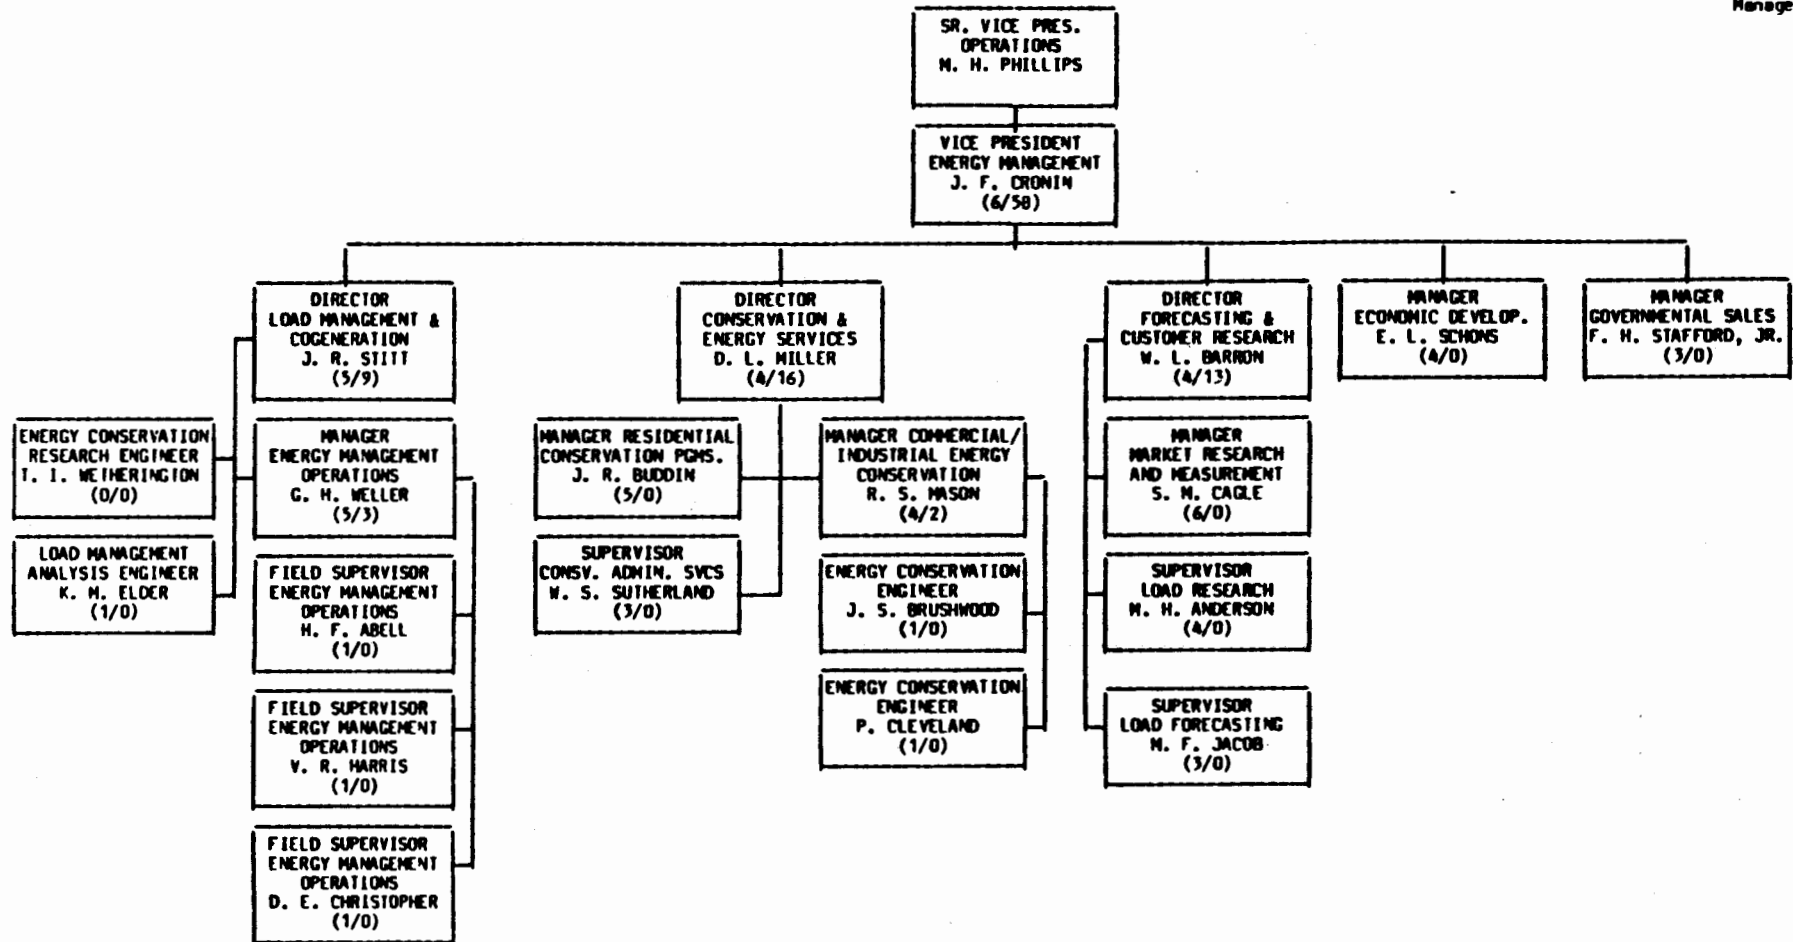 Manage
SR. VICE PRES.
OPERATIONS
M. H. PHILLIPS
VICE PRESIDENT
ENERGY MANAGEMENT
J. F. CRONIN
(6/58)
DIRECTOR
LOAD MANAGEMENT &
COGENERATION
J. R. STITT
(5/9)
DIRECTOR
CONSERVATION &
ENERGY SERVICES
D. L. MILLER
(4/16)
DIRECTOR
FORECASTING &
CUSTOMER RESEARCH
W. L. BARRON
(4/13)
MANAGER
ECONOMIC DEVELOP.
E. L. SCHONS
(4/0)
MANAGER
GOVERNMENTAL SALES
F. H. STAFFORD, JR.
(3/0)
ENERGY CONSERVATION
RESEARCH ENGINEER
T. I. WETHERINGTON
(0/0)
MANAGER
ENERGY MANAGEMENT
OPERATIONS
G. H. WELLER
(5/3)
MANAGER RESIDENTIAL
CONSERVATION PGMS.
J. R. BUDDIN
(5/0)
MANAGER COMMERCIAL/
INDUSTRIAL ENERGY
CONSERVATION
R. S. MASON
(4/2)
MANAGER
MARKET RESEARCH
AND MEASUREMENT
S. M. CAGLE
(6/0)
LOAD MANAGEMENT
ANALYSIS ENGINEER
K. M. ELDER
(1/0)
FIELD SUPERVISOR
ENERGY MANAGEMENT
OPERATIONS
H. F. ABELL
(1/0)
SUPERVISOR
CONSV. ADMIN. SVCS
W. S. SUTHERLAND
(3/0)
ENERGY CONSERVATION
ENGINEER
J. S. BRUSHWOOD
(1/0)
SUPERVISOR
LOAD RESEARCH
M. H. ANDERSON
(4/0)
FIELD SUPERVISOR
ENERGY MANAGEMENT
OPERATIONS
V. R. HARRIS
(1/0)
ENERGY CONSERVATION
ENGINEER
P. CLEVELAND
(1/0)
SUPERVISOR
LOAD FORECASTING
M. F. JACOB
(3/0)
FIELD SUPERVISOR
ENERGY MANAGEMENT
OPERATIONS
D. E. CHRISTOPHER
(1/0)